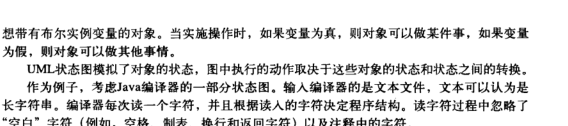 想带有布尔实例变量的对象。当实施操作时，如果变量为真，则对象可以做某件事，如果变量
为假，则对象可以做其他事情。
UML状态图模拟了对象的状态，图中执行的动作取决于这些对象的状态和状态之间的转换。
作为例子，考虑Java编译器的一部分状态图。输入编译器的是文本文件，文本可以认为是
长字符串。编译器每次读一个字符，并且根据读入的字符决定程序结构。读字符过程中忽略了
“空白”字符（例如，空格、制表、换行和返回字符）以及注释中的字符。